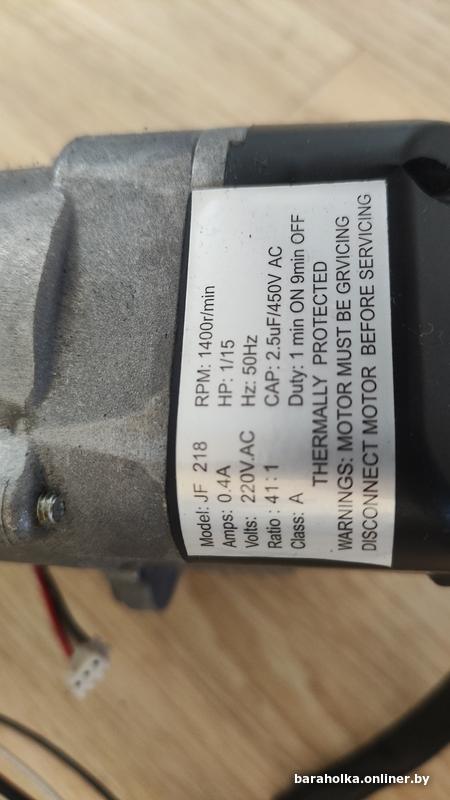 Model: JF 218 RPM: 1400r/min
Amps: 0.4A HP: 1/15
Volts: 220V.AC Hz: 50Hz
Ratio : 41 : 1 CAP: 2.5uF/450V AC
Class: A Duty: 1 min ON 9min OFF
THERMALLY PROTECTED
WARNINGS: MOTOR MUST BE GRVICING
DISCONNECT MOTOR BEFORE SERVICING
baraholka.onliner.by